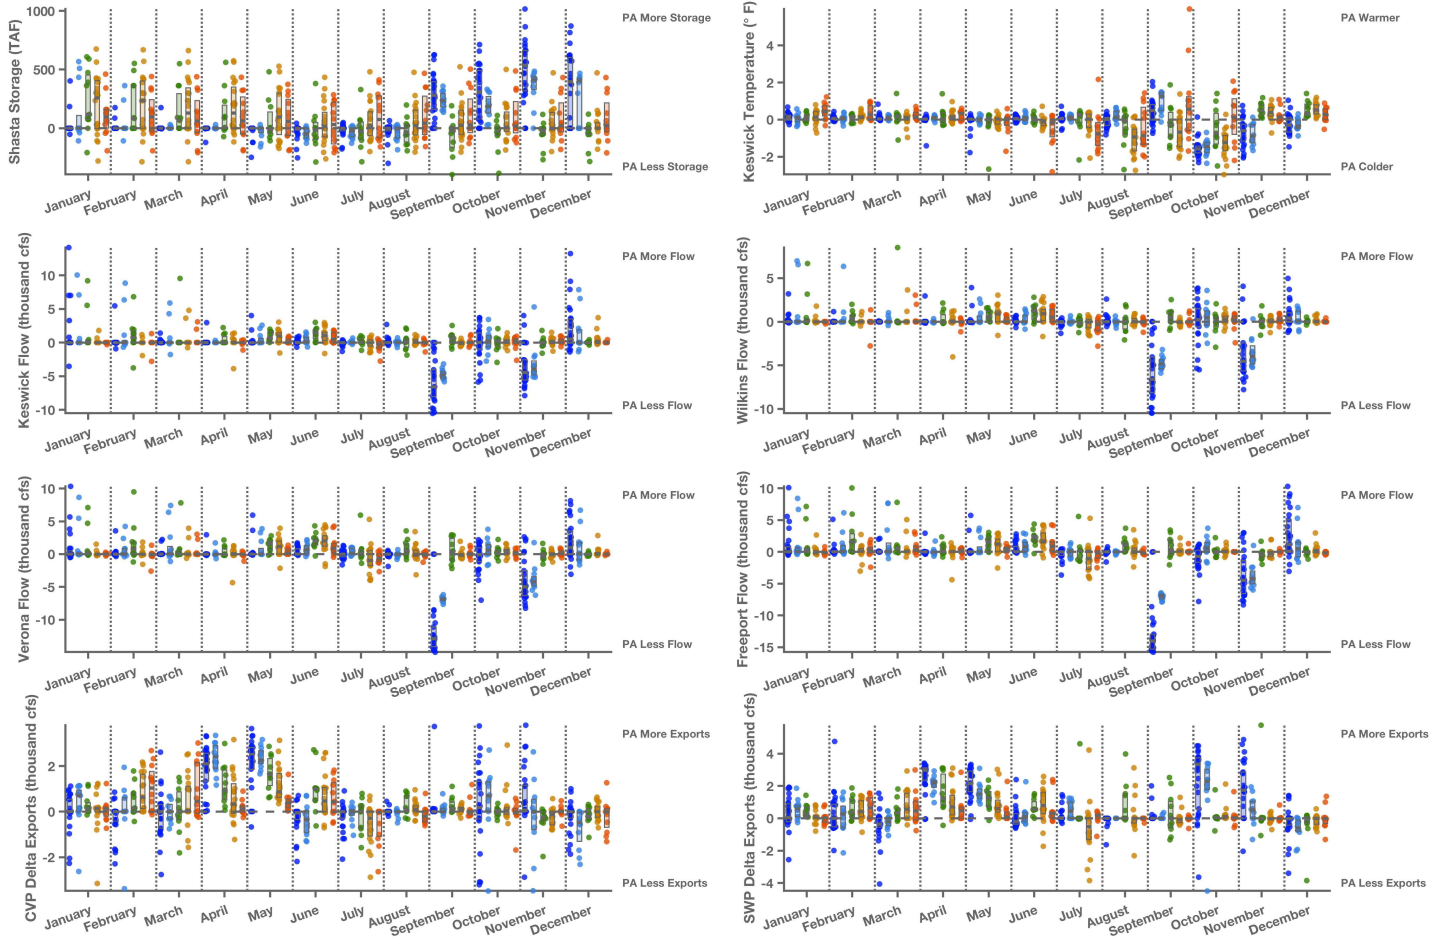 Shasta Storage (TAF)
1000
500
0
PA More Storage
PA Less Storage
January
February
March
April
May
June
July
August
September
October
November
December
Keswick Temperature (° F)
4
2
0
-2
PA Warmer
PA Colder
January
February
March
April
May
June
July
August
September
October
November
December
Keswick Flow (thousand cfs)
10
5
0
-5
-10
PA More Flow
PA Less Flow
January
February
March
April
May
June
July
August
September
October
November
December
Wilkins Flow (thousand cfs)
5
0
-5
-10
PA More Flow
PA Less Flow
January
February
March
April
May
June
July
August
September
October
November
December
Verona Flow (thousand cfs)
10
5
0
-5
-10
PA More Flow
PA Less Flow
January
February
March
April
May
June
July
August
September
October
November
December
Freeport Flow (thousand cfs)
10
5
0
-5
-10
-15
PA More Flow
PA Less Flow
January
February
March
April
May
June
July
August
September
October
November
December
CVP Delta Exports (thousand cfs)
2
0
-2
PA More Exports
PA Less Exports
January
February
March
April
May
June
July
August
September
October
November
December
SWP Delta Exports (thousand cfs)
4
2
0
-2
-4
PA More Exports
PA Less Exports
January
February
March
April
May
June
July
August
September
October
November
December